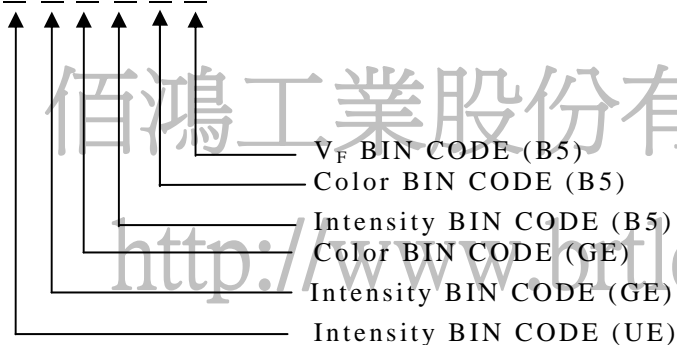 佰鴻工業股份有
V_F BIN CODE (B5)
Color BIN CODE (B5)
Intensity BIN CODE (B5)
Color BIN CODE (GE)
http://www.brtle
Intensity BIN CODE (GE)
Intensity BIN CODE (UE)